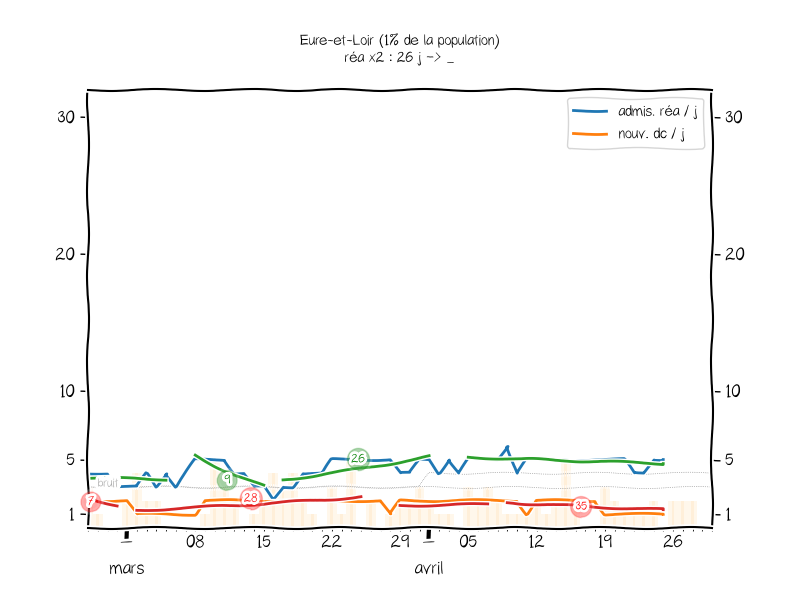 Eure-et-Loir (1% de la population)
réa x2 : 26 j -> _
admis. réa / j
nouv. dc / j
30 30
20 20
10 10
5 5
1 1
bruit
26
9
7
28
35
1 08 15 22 29 1 05 12 19 26
mars avril